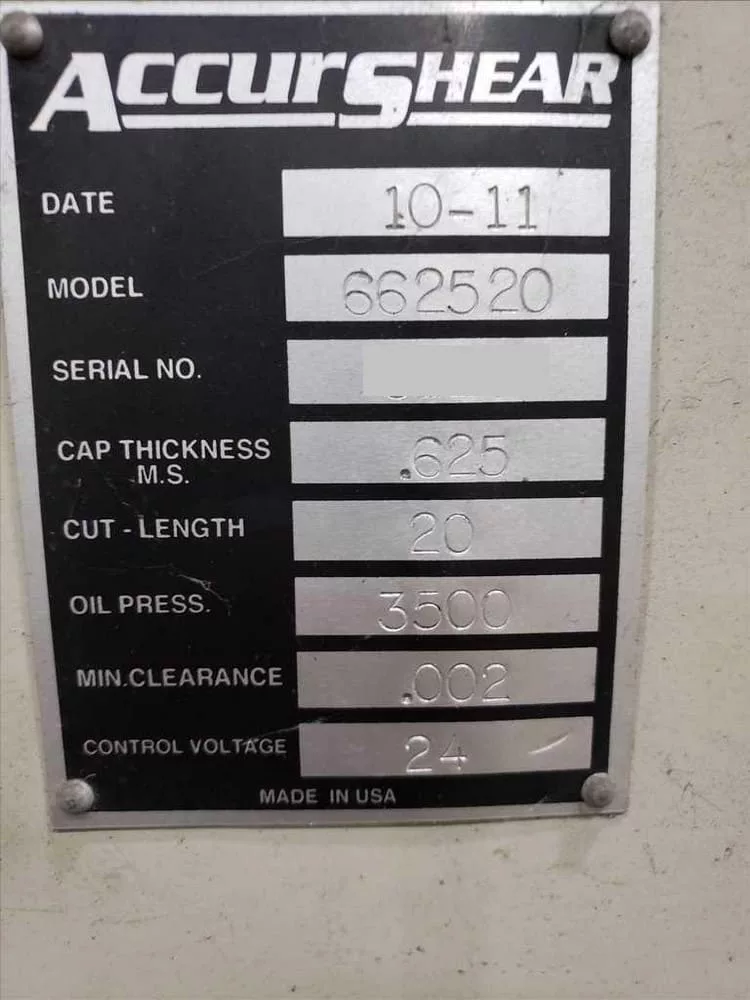 ACCURSHEAR
DATE 10-11
MODEL 662520
SERIAL NO.
CAP THICKNESS .625
M.S.
CUT - LENGTH 20
OIL PRESS. 3500
MIN.CLEARANCE .002
CONTROL VOLTAGE 24
MADE IN USA